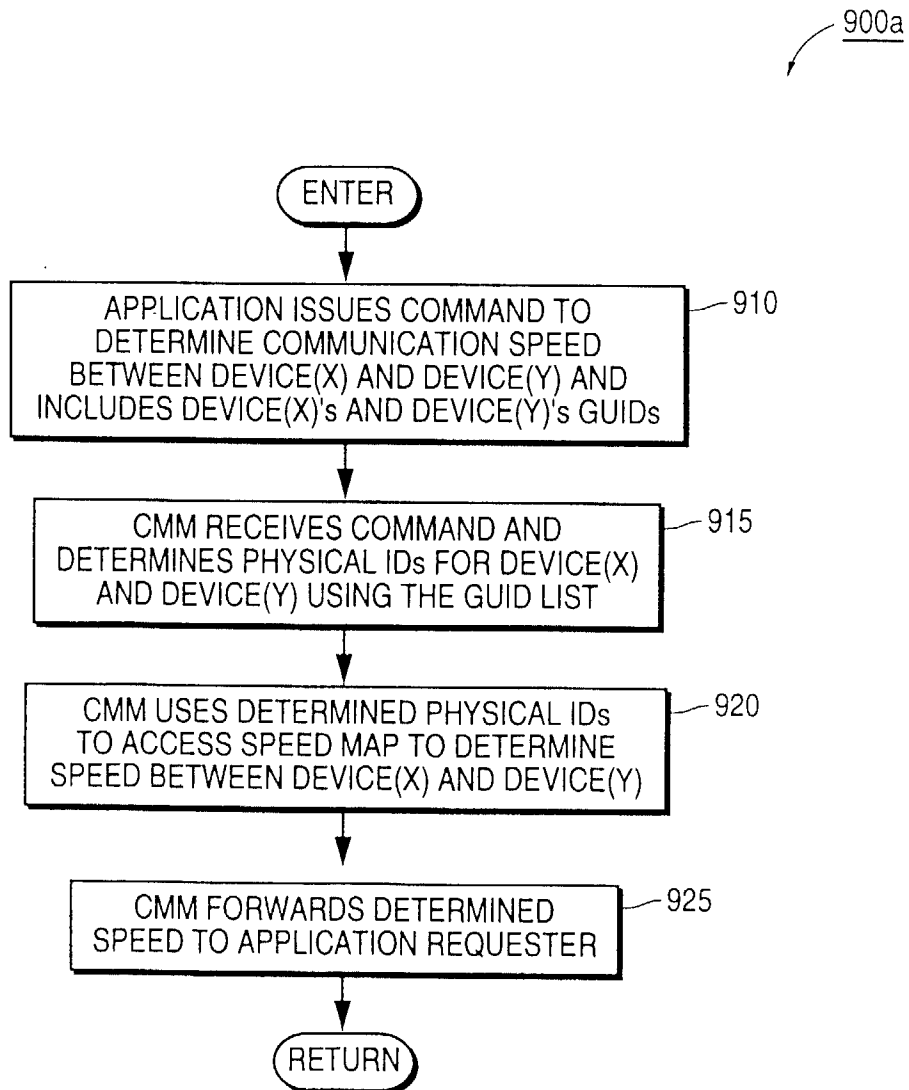 900a
ENTER
APPLICATION ISSUES COMMAND TO
DETERMINE COMMUNICATION SPEED
BETWEEN DEVICE(X) AND DEVICE(Y) AND
INCLUDES DEVICE(X)'s AND DEVICE(Y)'s GUIDs
910
CMM RECEIVES COMMAND AND
DETERMINES PHYSICAL IDs FOR DEVICE(X)
AND DEVICE(Y) USING THE GUID LIST
915
CMM USES DETERMINED PHYSICAL IDs
TO ACCESS SPEED MAP TO DETERMINE
SPEED BETWEEN DEVICE(X) AND DEVICE(Y)
920
CMM FORWARDS DETERMINED
SPEED TO APPLICATION REQUESTER
925
RETURN